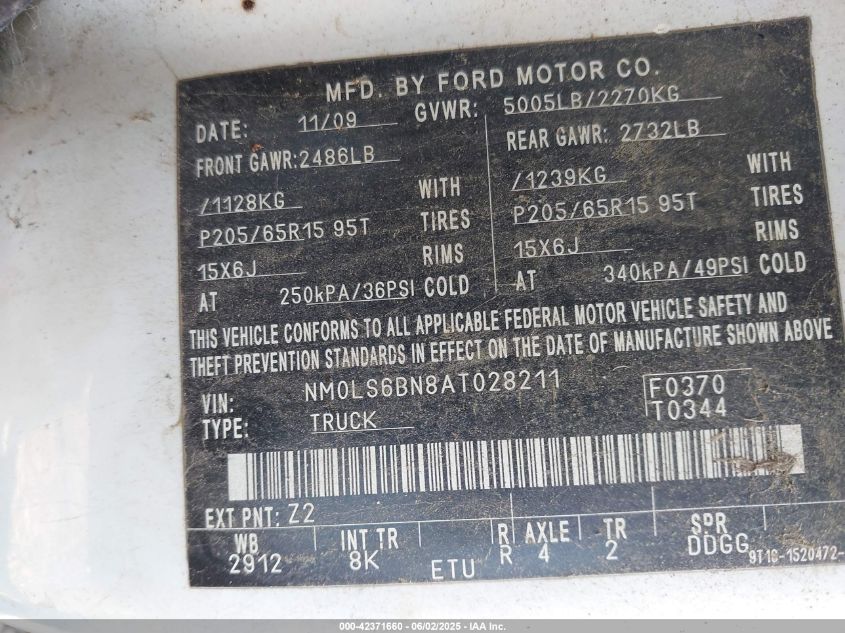 MFD. BY FORD MOTOR CO.
DATE: 11/09 GVWR: 5005LB/2270KG
FRONT GAWR: 2486LB REAR GAWR: 2732LB
/1128KG WITH /1239KG WITH
P205/65R15 95T TIRES P205/65R15 95T TIRES
15X6J RIMS 15X6J RIMS
AT 250kPA/36PSI COLD AT 340kPA/49PSI COLD
THIS VEHICLE CONFORMS TO ALL APPLICABLE FEDERAL MOTOR VEHICLE SAFETY AND
THEFT PREVENTION STANDARDS IN EFFECT ON THE DATE OF MANUFACTURE SHOWN ABOVE
VIN: NM0LS6BN8AT028211 F0370
TYPE: TRUCK T0344
EXT PNT: Z2
WB INT TR R AXLE TR SPR
2912 8K ETU R 4 2 DDGG
9T1G-1520472-
000-42371660 - 06/02/2025 - IAA Inc.